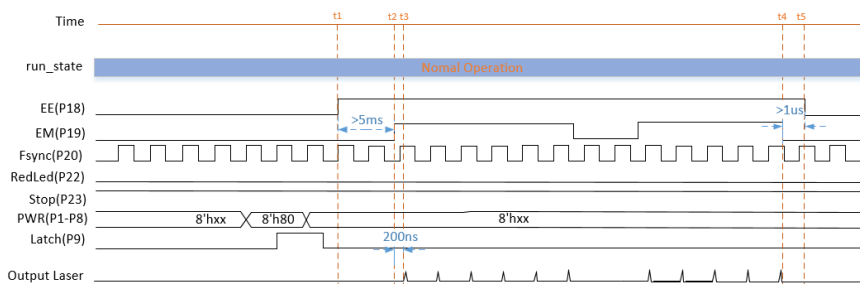 Time t1 t2 t3 t4 t5
run_state Nomal Operation
EE(P18)
>5ms >1us
EM(P19)
Fsync(P20)
RedLed(P22)
Stop(P23)
PWR(P1-P8) 8'hxx 8'h80 8'hxx
Latch(P9) 200ns
Output Laser